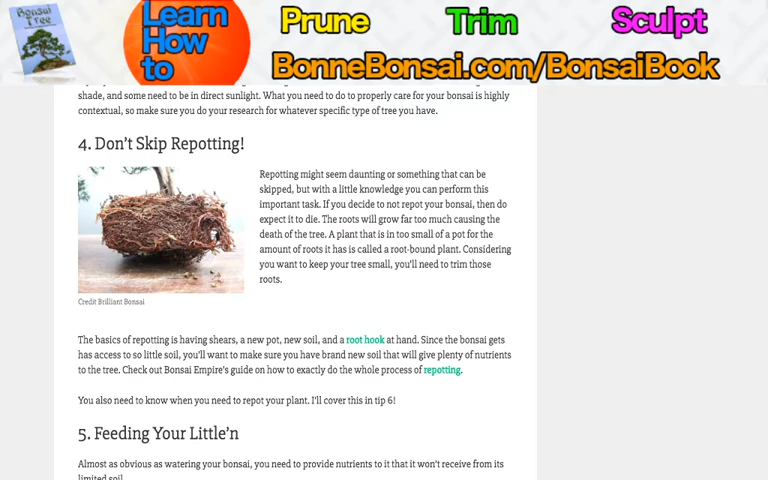 Bonsai
Tree
Learn
How
to
Prune Trim Sculpt
BonneBonsai.com/BonsaiBook
shade, and some need to be in direct sunlight. What you need to do to properly care for your bonsai is highly
contextual, so make sure you do your research for whatever specific type of tree you have.
4. Don't Skip Repotting!
Repotting might seem daunting or something that can be
skipped, but with a little knowledge you can perform this
important task. If you decide to not repot your bonsai, then do
expect it to die. The roots will grow far too much causing the
death of the tree. A plant that is in too small of a pot for the
amount of roots it has is called a root-bound plant. Considering
you want to keep your tree small, you'll need to trim those
roots.
Credit Brilliant Bonsai
The basics of repotting is having shears, a new pot, new soil, and a root hook at hand. Since the bonsai gets
has access to so little soil, you'll want to make sure you have brand new soil that will give plenty of nutrients
to the tree. Check out Bonsai Empire's guide on how to exactly do the whole process of repotting.
You also need to know when you need to repot your plant. I'll cover this in tip 6!
5. Feeding Your Little'n
Almost as obvious as watering your bonsai, you need to provide nutrients to it that it won't receive from its
limited soil